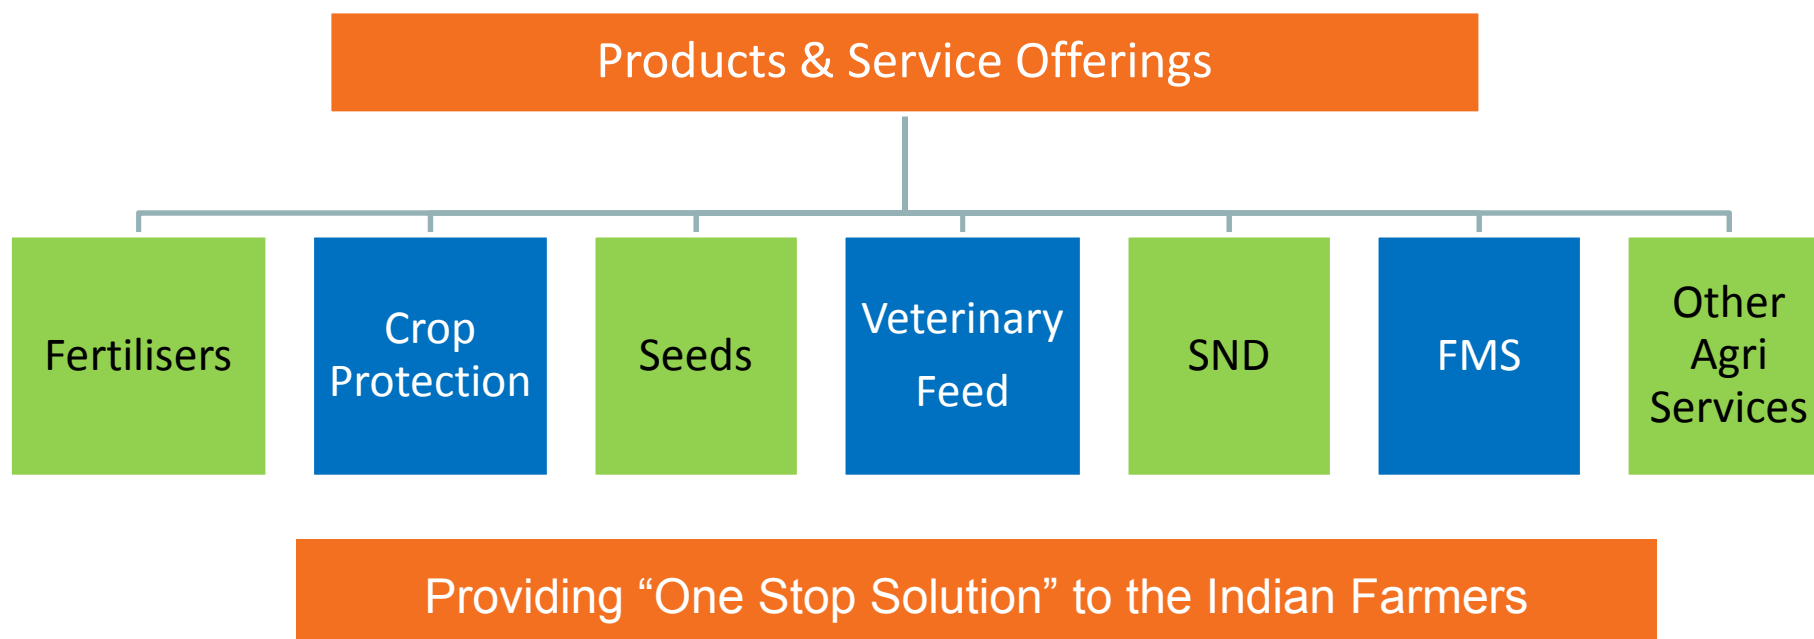 Products & Service Offerings
Fertilisers
Crop
Protection
Seeds
Veterinary
Feed
SND
FMS
Other
Agri
Services
Providing “One Stop Solution” to the Indian Farmers